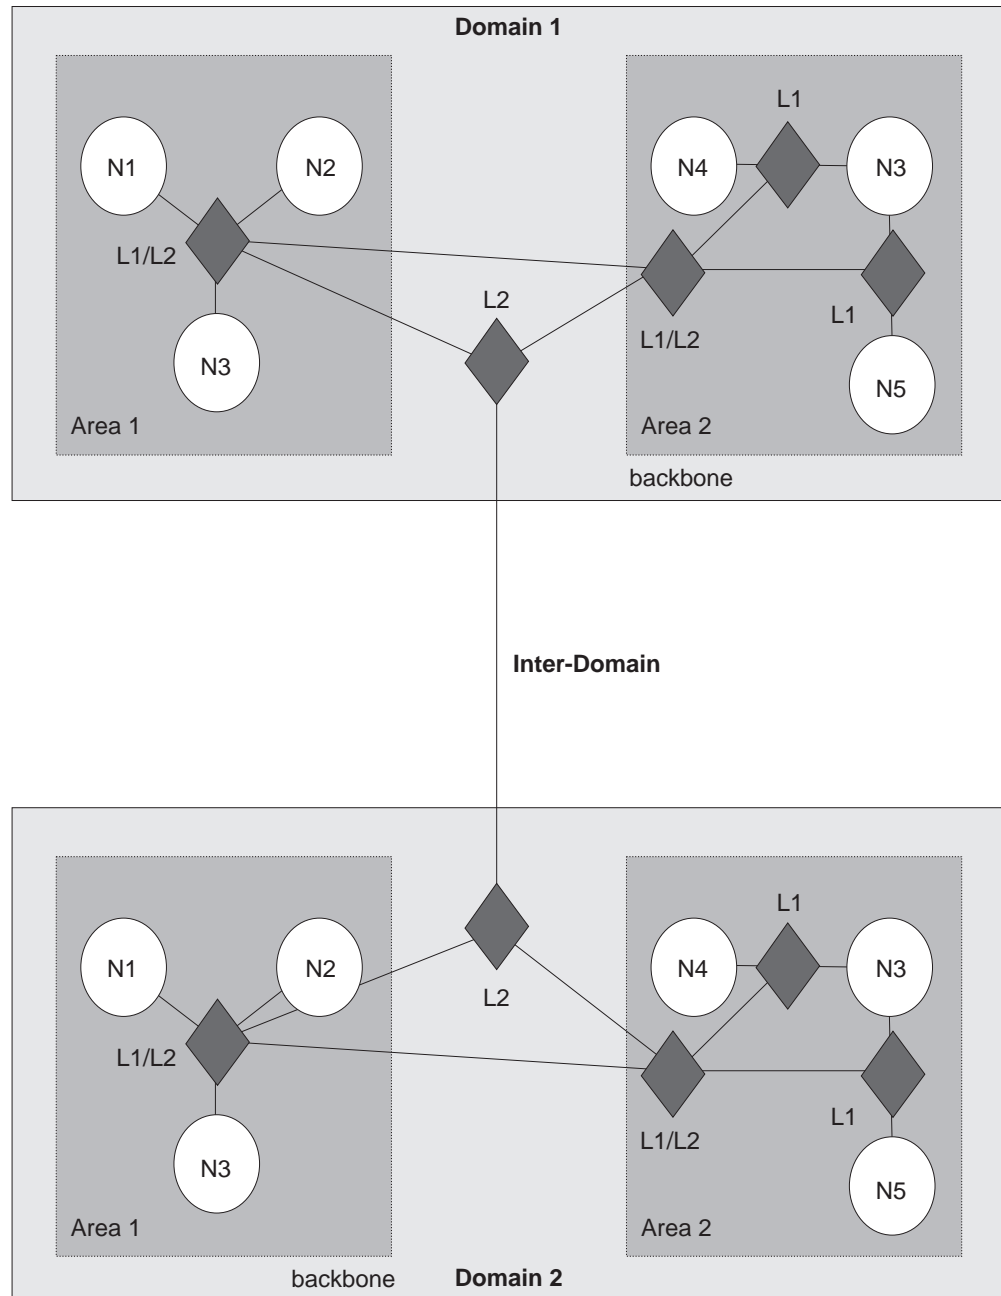 Domain 1
L1
N1
N2
N4
N3
L1/L2
L2
L1
L1/L2
N3
N5
Area 1
Area 2
backbone
Inter-Domain
L1
N1
N2
N4
N3
L2
L1/L2
L1
L1/L2
N3
N5
Area 1
Area 2
backbone
Domain 2